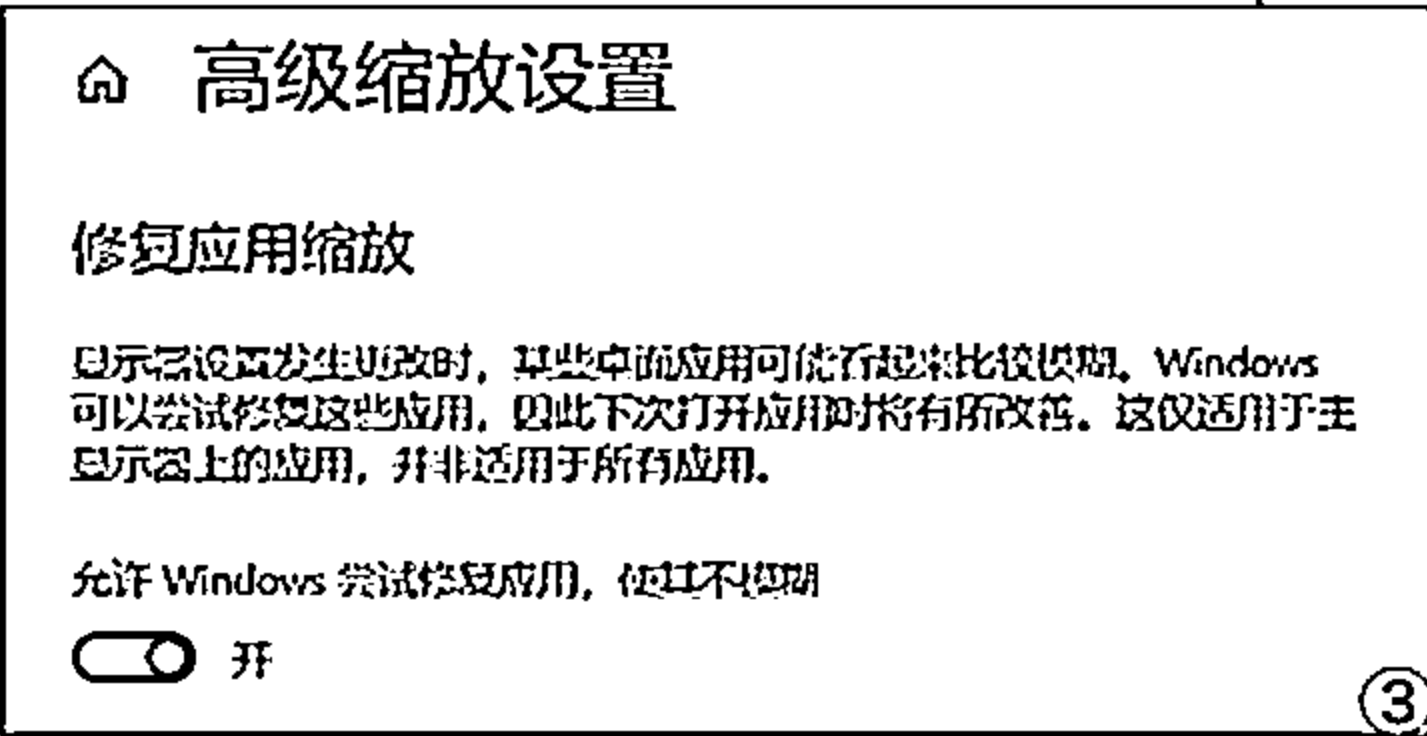 高级缩放设置
修复应用缩放
显示器设置发生更改时，某些桌面应用可能看起来比较模糊。Windows
可以尝试修复这些应用，因此下次打开应用时将有所改善。这仅适用于主
显示器上的应用，并非适用于所有应用。
允许 Windows 尝试修复应用，使其不模糊
开
③